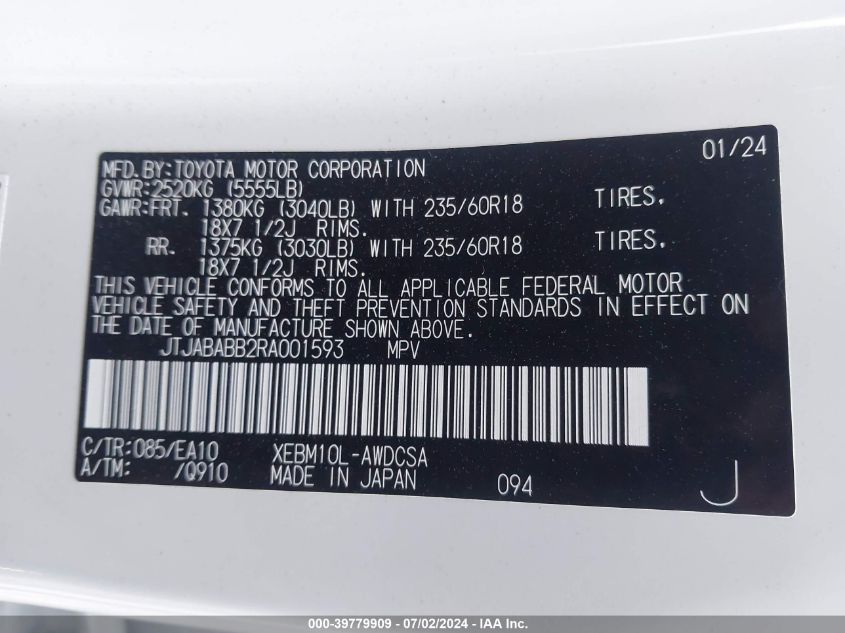 MFD.BY:TOYOTA MOTOR CORPORATION 01/24
GVWR:2520KG (5555LB)
GAWR:FRT. 1380KG (3040LB) WITH 235/60R18 TIRES,
18X7 1/2J RIMS.
RR. 1375KG (3030LB) WITH 235/60R18 TIRES,
18X7 1/2J RIMS.
THIS VEHICLE CONFORMS TO ALL APPLICABLE FEDERAL MOTOR
VEHICLE SAFETY AND THEFT PREVENTION STANDARDS IN EFFECT ON
THE DATE OF MANUFACTURE SHOWN ABOVE.
JTJABABB2RA001593 MPV
C/TR:085/EA10 XEBM10L-AWDCSA
A/TM: /Q910 MADE IN JAPAN 094 J
000-39779909 / 07/02/2024 - IAA Inc.